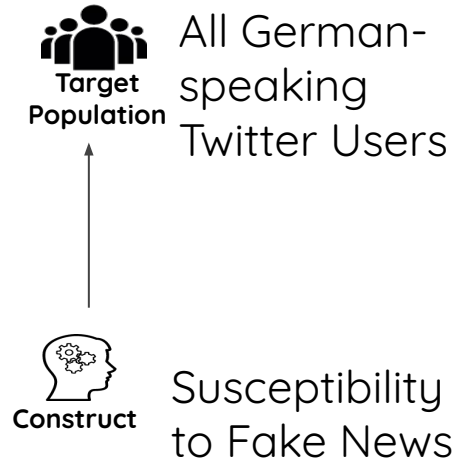 All German-
speaking
Twitter Users
Target
Population
Susceptibility
to Fake News
Construct